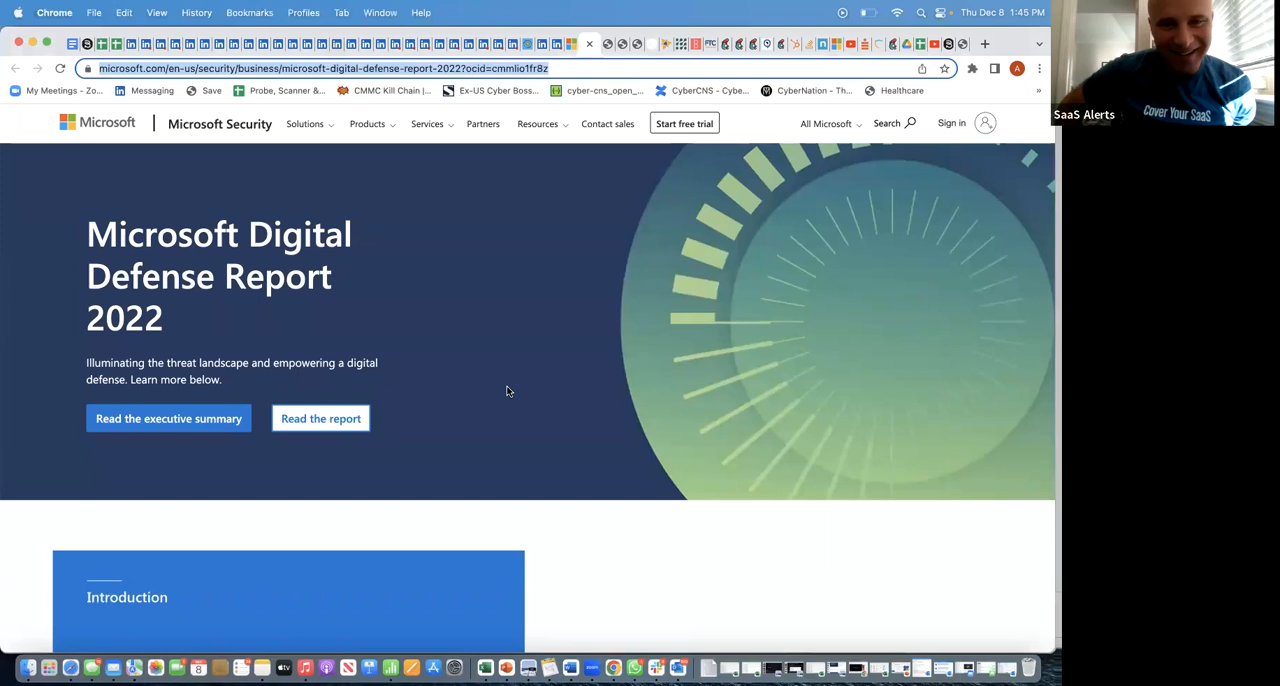 Chrome File Edit View History Bookmarks Profiles Tab Window Help Thu Dec 8 1:45 PM
microsoft.com/en-us/security/business/microsoft-digital-defense-report-2022?ocid=cmmlio1fr8z
My Meetings - Zo... Messaging Save Probe, Scanner &... CMMC Kill Chain |... Ex-US Cyber Boss... cyber-cns_open_... CyberCNS - Cybe... CyberNation - Th... Healthcare »
Microsoft Microsoft Security Solutions Products Services Partners Resources Contact sales Start free trial All Microsoft Search Sign in
Cover Your SaaS
SaaS Alerts
Microsoft Digital
Defense Report
2022
Illuminating the threat landscape and empowering a digital
defense. Learn more below.
Read the executive summary Read the report
Introduction